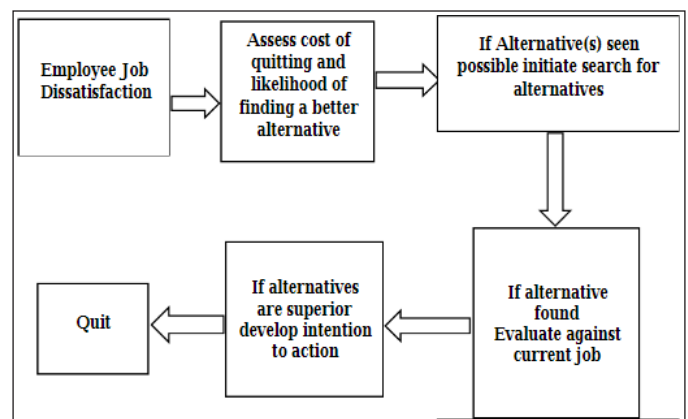 Employee Job
Dissatisfaction
Assess cost of
quitting and
likelihood of
finding a better
alternative
If Alternative(s) seen
possible initiate search for
alternatives
If alternative
found
Evaluate against
current job
If alternatives
are superior
develop intention
to action
Quit